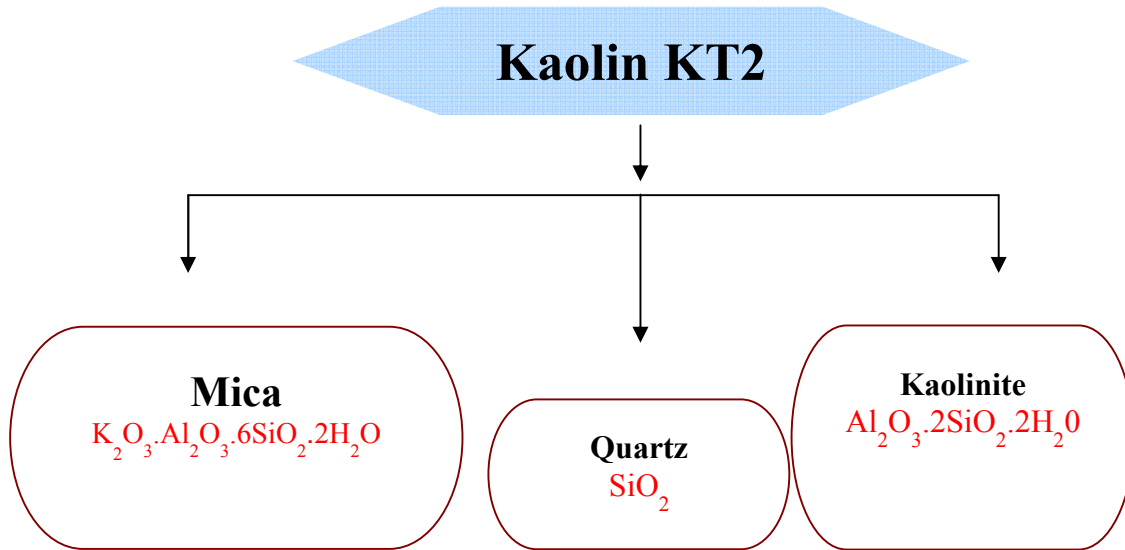 Kaolin KT2
Mica
K₂O₃.Al₂O₃.6SiO₂.2H₂O
Quartz
SiO₂
Kaolinite
Al₂O₃.2SiO₂.2H₂0